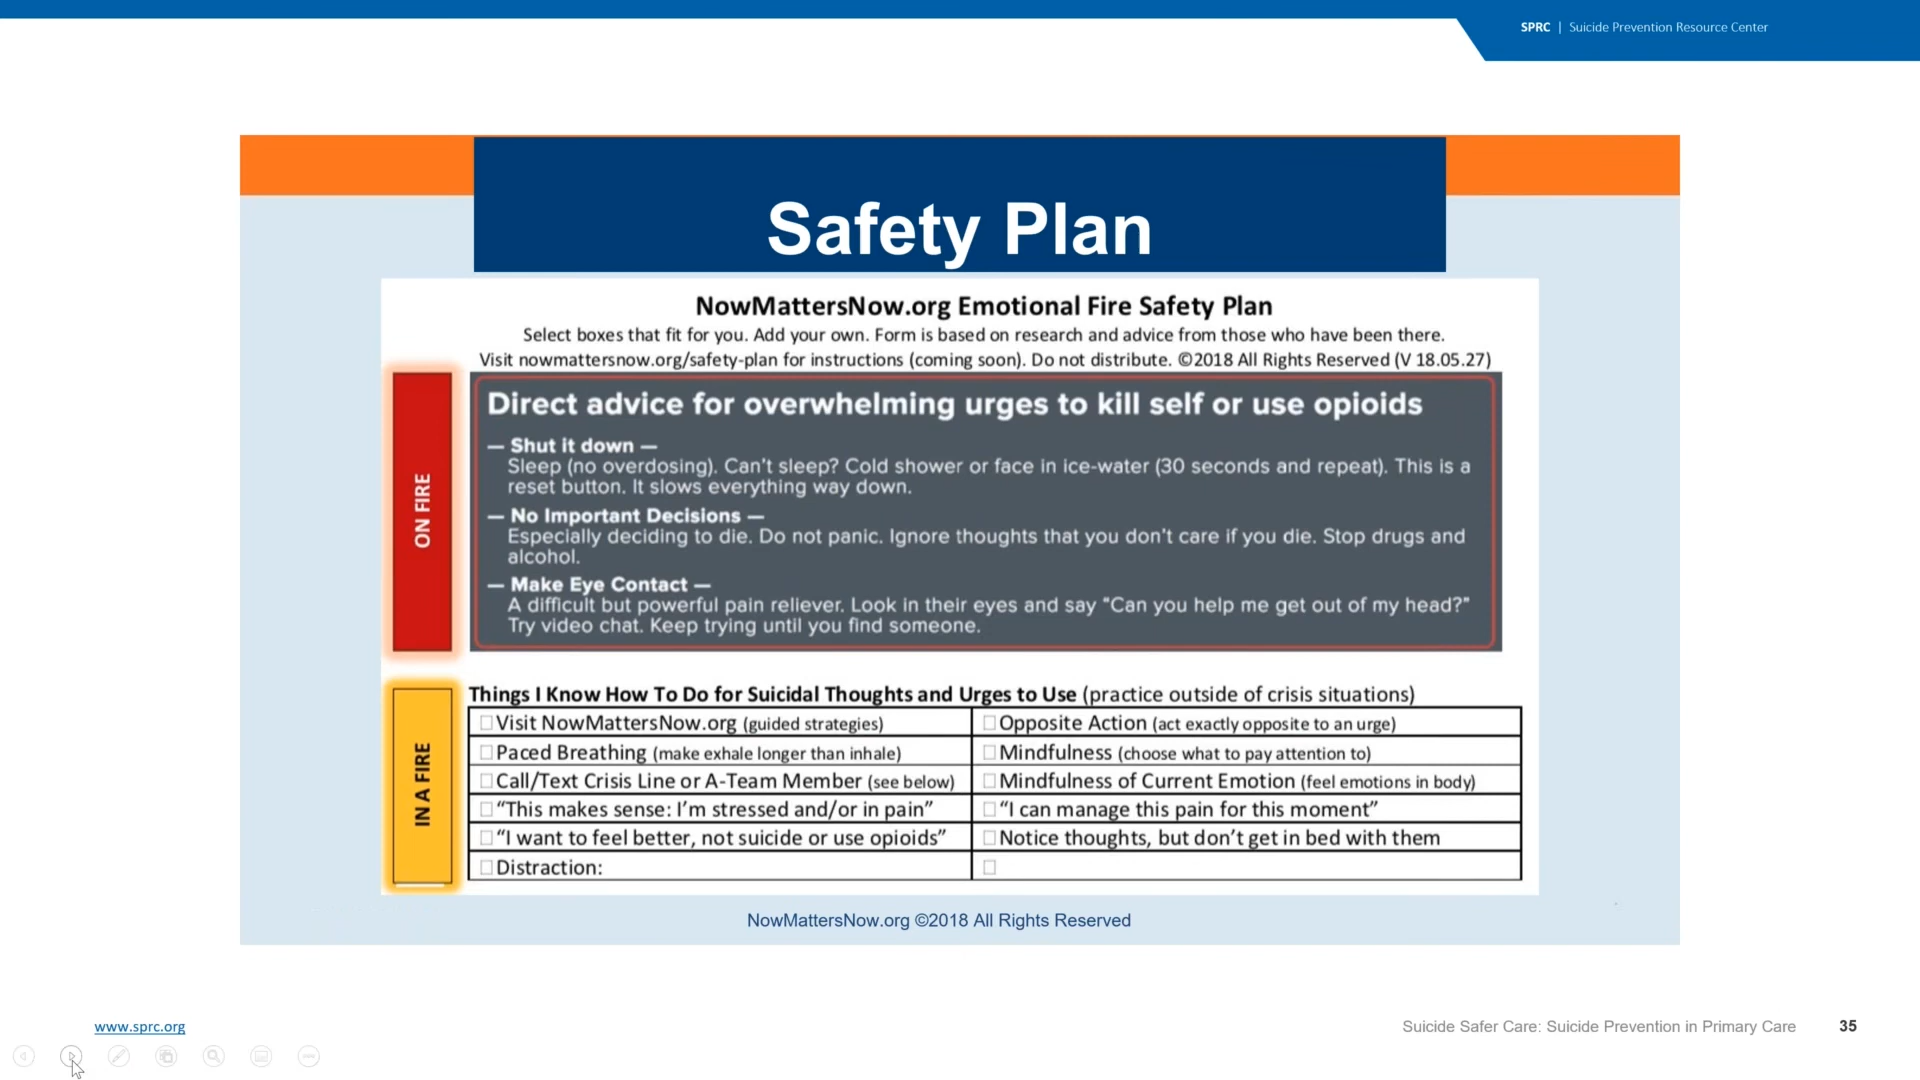 SPRC | Suicide Prevention Resource Center
Safety Plan
NowMattersNow.org Emotional Fire Safety Plan
Select boxes that fit for you. Add your own. Form is based on research and advice from those who have been there.
Visit nowmattersnow.org/safety-plan for instructions (coming soon). Do not distribute. ©2018 All Rights Reserved (V 18.05.27)
ON FIRE
Direct advice for overwhelming urges to kill self or use opioids
— Shut it down —
Sleep (no overdosing). Can't sleep? Cold shower or face in ice-water (30 seconds and repeat). This is a
reset button. It slows everything way down.
— No Important Decisions —
Especially deciding to die. Do not panic. Ignore thoughts that you don't care if you die. Stop drugs and
alcohol.
— Make Eye Contact —
A difficult but powerful pain reliever. Look in their eyes and say "Can you help me get out of my head?"
Try video chat. Keep trying until you find someone.
IN A FIRE
Things I Know How To Do for Suicidal Thoughts and Urges to Use (practice outside of crisis situations)
□ Visit NowMattersNow.org (guided strategies)
□ Opposite Action (act exactly opposite to an urge)
□ Paced Breathing (make exhale longer than inhale)
□ Mindfulness (choose what to pay attention to)
□ Call/Text Crisis Line or A-Team Member (see below)
□ Mindfulness of Current Emotion (feel emotions in body)
□ “This makes sense: I’m stressed and/or in pain”
□ “I can manage this pain for this moment”
□ “I want to feel better, not suicide or use opioids”
□ Notice thoughts, but don’t get in bed with them
□ Distraction:
□
NowMattersNow.org ©2018 All Rights Reserved
www.sprc.org
Suicide Safer Care: Suicide Prevention in Primary Care 35